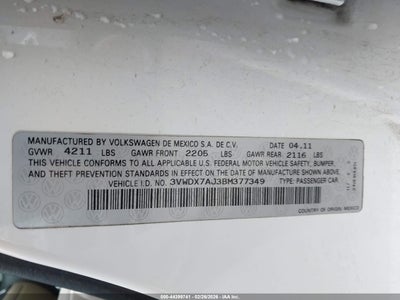 MANUFACTURED BY VOLKSWAGEN DE MEXICO S.A. DE C.V. 04.11
GVWR 4211 LBS GAWR FRONT 2205 LBS GAWR REAR 2116 LBS
THIS VEHICLE CONFORMS TO ALL APPLICABLE U.S. FEDERAL MOTOR VEHICLE SAFETY, BUMPER,
AND THEFT PREVENTION STANDARDS IN EFFECT ON THE DATE OF MANUFACTURE SHOWN ABOVE.
VEHICLE I.D. # 3VWDX7AJ3BM377349 TYPE: PASSENGER CAR
COUNTRY OF ORIGIN: MEXICO